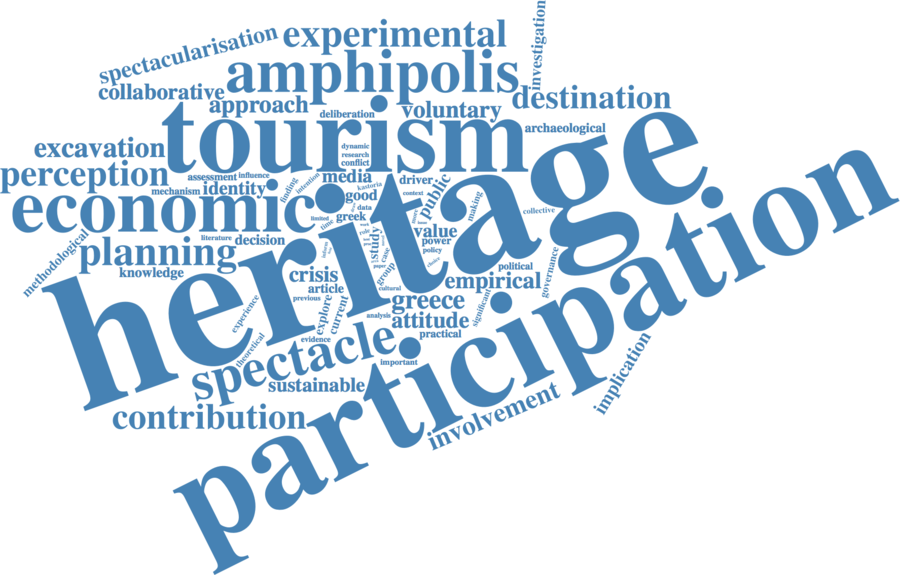 investigation
experimental
spectacularisation
amphipolis
collaborative
destination
approach
voluntary
deliberation
tourism
archaeological
excavation
dynamic
research
conflict
perception
assessment
influence
media
driver
mechanism
identity
finding
intention
kastoria
context
good
public
making
economic
data
collective
limited
greek
time
value
literature
decision
study
power
policy
methodological
planning
heritage
case
knowledge
crisis
group
political
governance
empirical
article
cultural
previous
experience
explore
current
greece
significant
analysis
attitude
evidence
practical
theoretical
spectacle
important
implication
sustainable
contribution
participation
involvement
paper